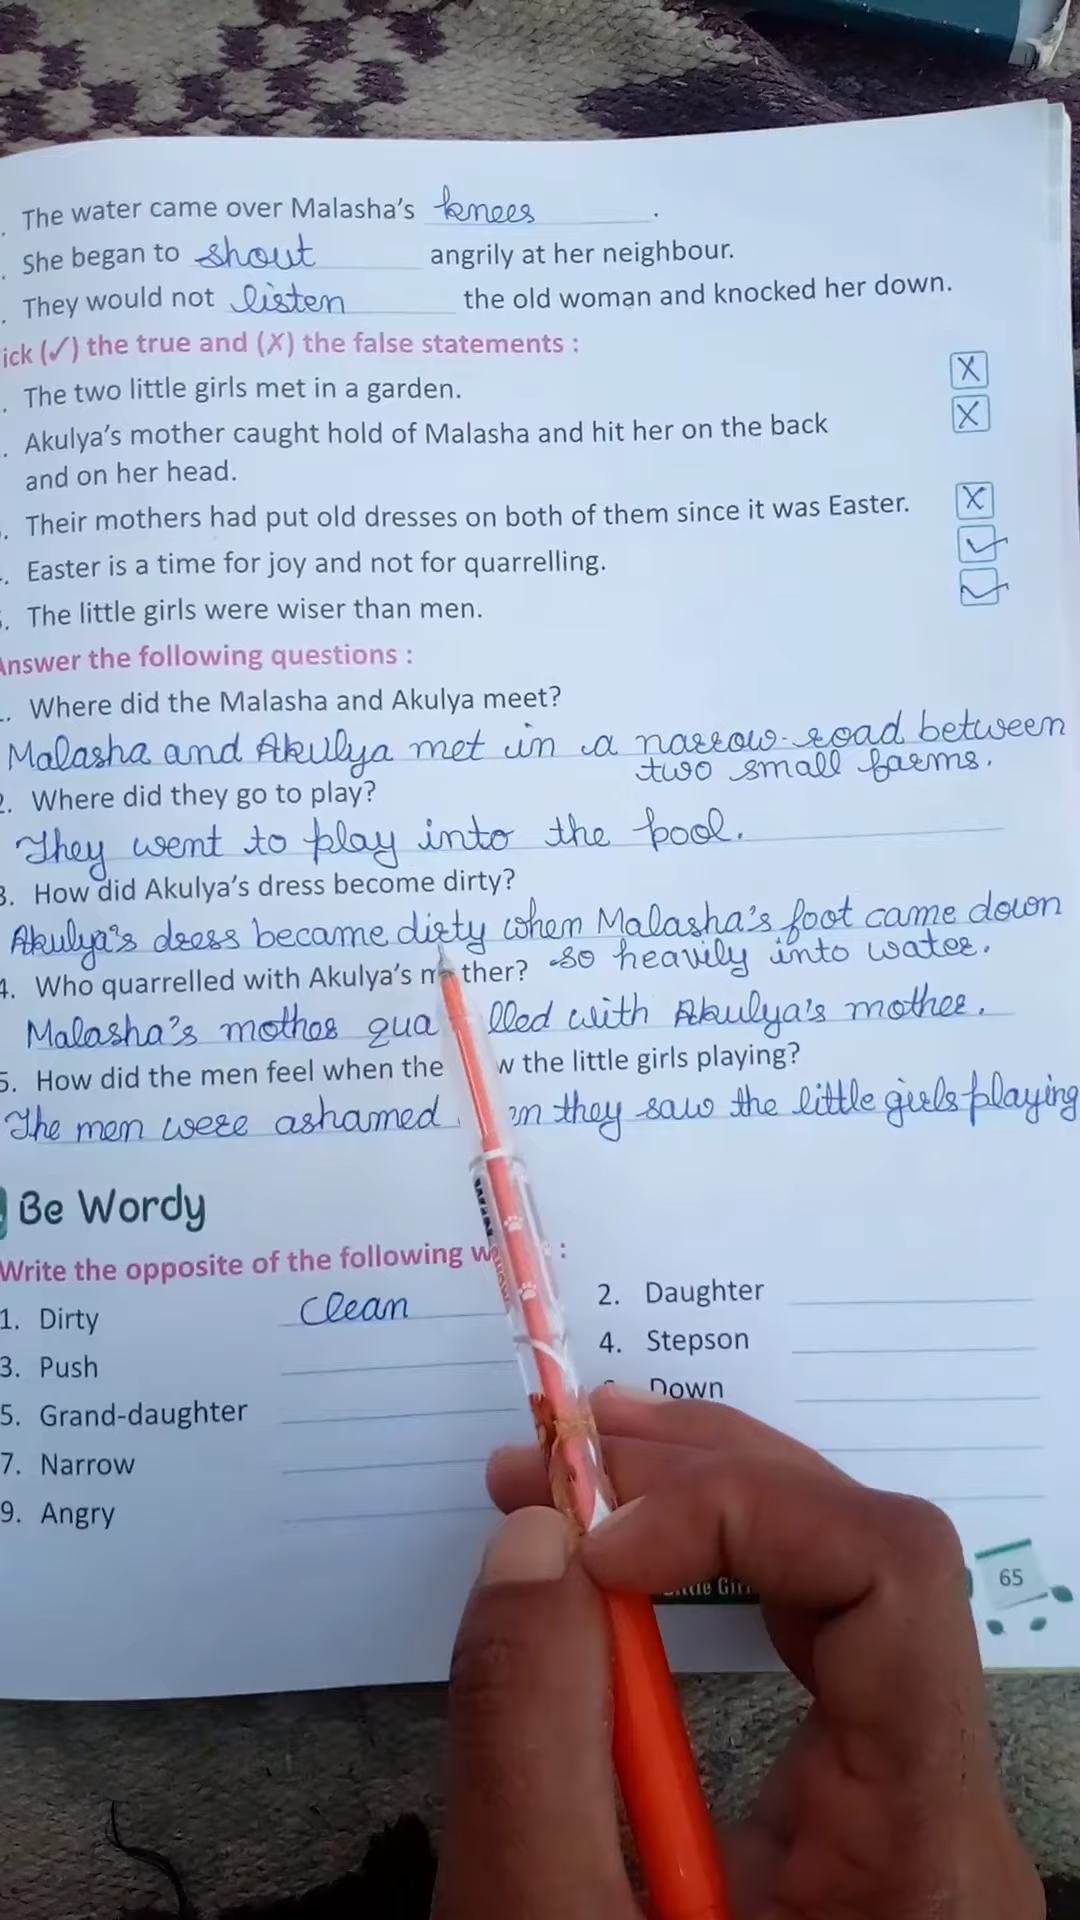 The water came over Malasha's knees .
She began to shout angrily at her neighbour.
They would not listen the old woman and knocked her down.
ick (✓) the true and (✗) the false statements :
The two little girls met in a garden. X
Akulya's mother caught hold of Malasha and hit her on the back X
and on her head.
Their mothers had put old dresses on both of them since it was Easter. X
Easter is a time for joy and not for quarrelling. ✓
The little girls were wiser than men. ✓
Answer the following questions :
Where did the Malasha and Akulya meet?
Malasha and Akulya met in a narrow road between
two small farms.
2. Where did they go to play?
They went to play into the pool.
3. How did Akulya's dress become dirty?
Akulya's dress became dirty when Malasha's foot came down
so heavily into water.
4. Who quarrelled with Akulya's m ther?
Malasha's mother qua lled with Akulya's mother.
5. How did the men feel when the w the little girls playing?
The men were ashamed en they saw the little girls playing
Be Wordy
Write the opposite of the following w :
1. Dirty clean 2. Daughter
3. Push 4. Stepson
5. Grand-daughter Down
7. Narrow
9. Angry
65